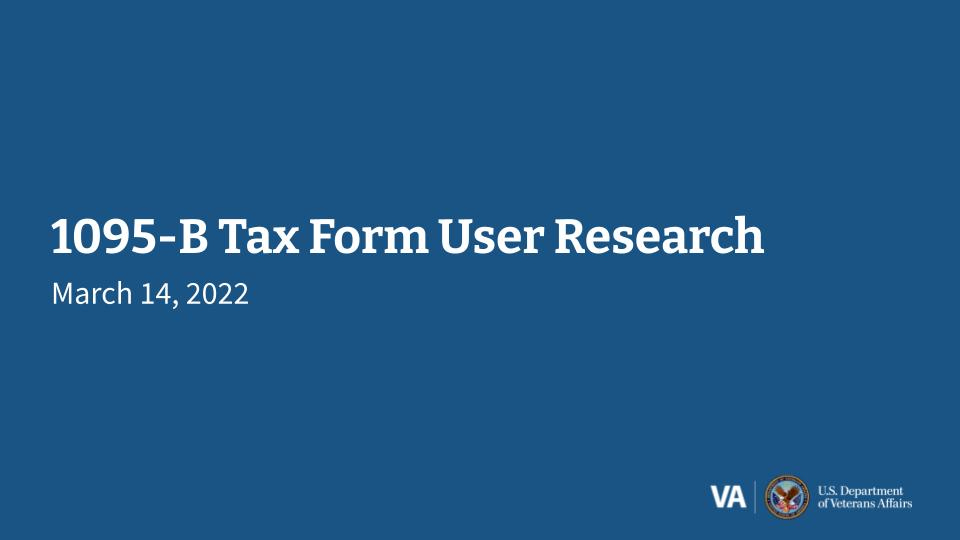 1095-B Tax Form User Research
March 14, 2022
VA
U.S. Department
of Veterans Affairs